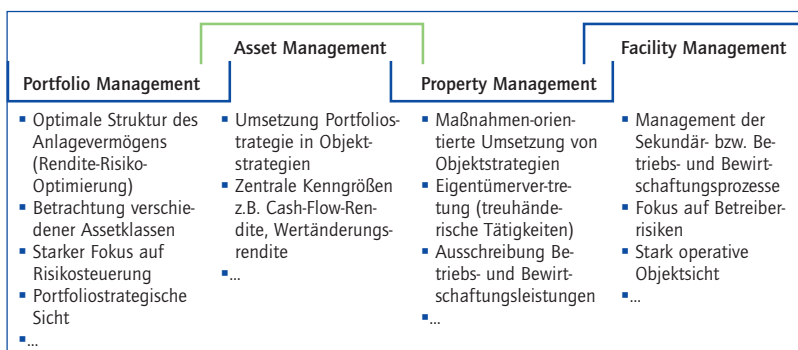 Asset Management
Facility Management
Portfolio Management
Property Management
▪ Optimale Struktur des
Anlagevermögens
(Rendite-Risiko-
Optimierung)
▪ Betrachtung verschie-
dener Assetklassen
▪ Starker Fokus auf
Risikosteuerung
▪ Portfoliostrategische
Sicht
▪...
▪ Umsetzung Portfolios-
trategie in Objekt-
strategien
▪ Zentrale Kenngrößen
z.B. Cash-Flow-Ren-
dite, Wertänderungs-
rendite
▪...
▪ Maßnahmen-orien-
tierte Umsetzung von
Objektstrategien
▪ Eigentümerver-tre-
tung (treuhände-
rische Tätigkeiten)
▪ Ausschreibung Be-
triebs- und Bewirt-
schaftungsleistungen
▪...
▪ Management der
Sekundär- bzw. Be-
triebs- und Bewirt-
schaftungsprozesse
▪ Fokus auf Betreiber-
risiken
▪ Stark operative
Objektsicht
▪...